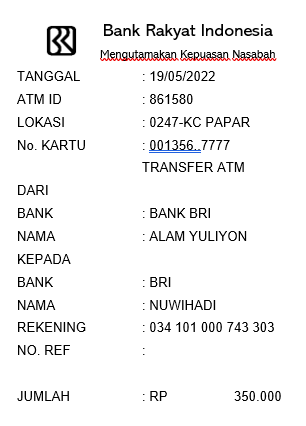 Bank Rakyat Indonesia
Mengutamakan Kepuasan Nasabah
TANGGAL : 19/05/2022
ATM ID : 861580
LOKASI : 0247-KC PAPAR
No. KARTU : 001356..7777
TRANSFER ATM
DARI
BANK : BANK BRI
NAMA : ALAM YULIYON
KEPADA
BANK : BRI
NAMA : NUWIHADI
REKENING : 034 101 000 743 303
NO. REF :
JUMLAH : RP 350.000